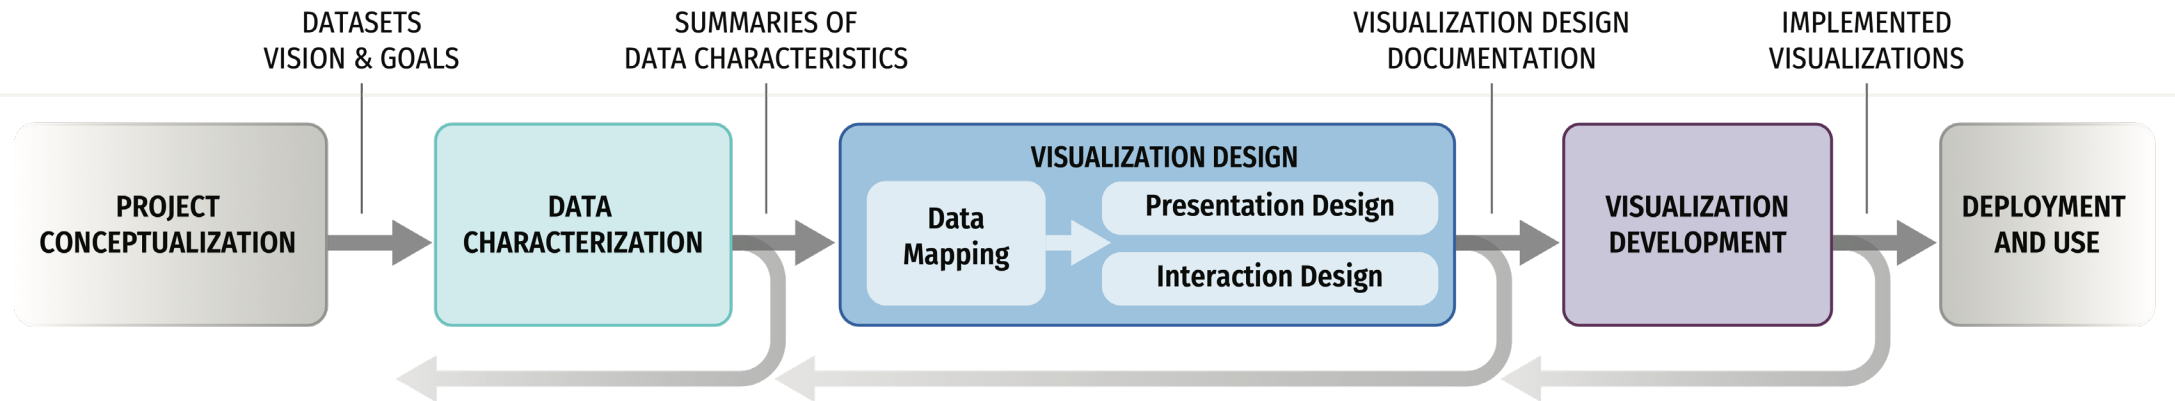 DATASETS
VISION & GOALS
SUMMARIES OF
DATA CHARACTERISTICS
VISUALIZATION DESIGN
DOCUMENTATION
IMPLEMENTED
VISUALIZATIONS
PROJECT
CONCEPTUALIZATION
DATA
CHARACTERIZATION
VISUALIZATION DESIGN
Data
Mapping
Presentation Design
Interaction Design
VISUALIZATION
DEVELOPMENT
DEPLOYMENT
AND USE